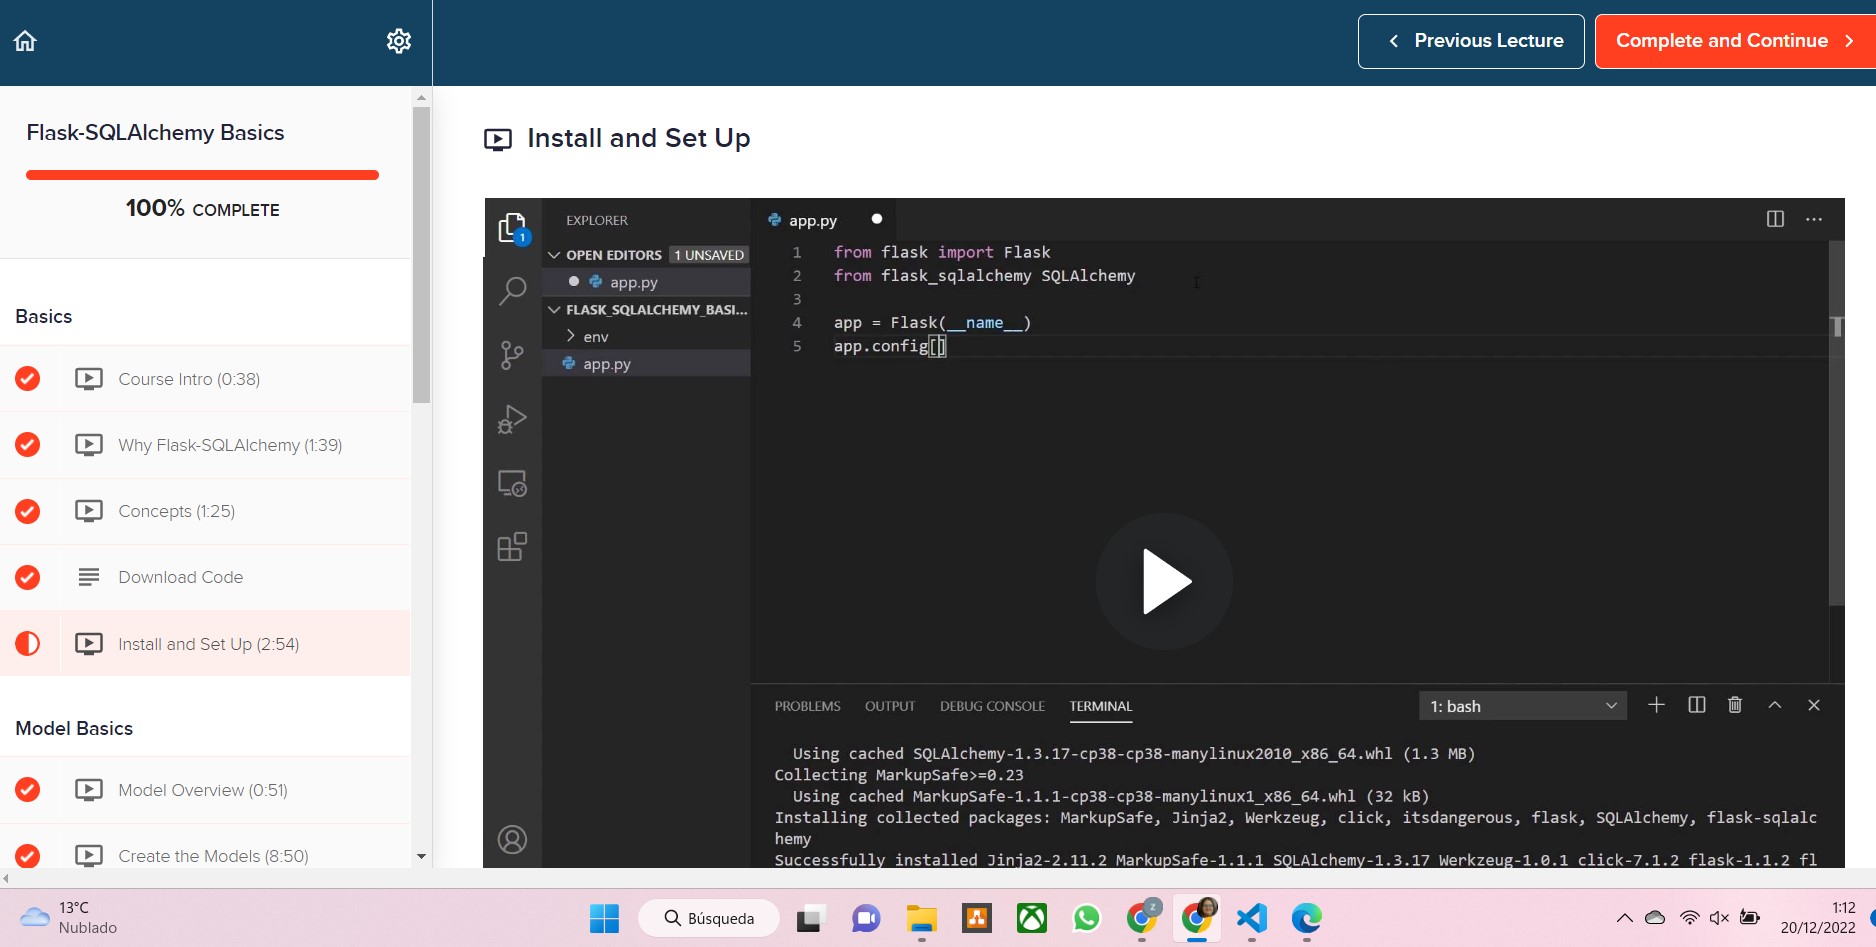 Previous Lecture
Complete and Continue
Flask-SQLAlchemy Basics
100% COMPLETE
Basics
Course Intro (0:38)
Why Flask-SQLAlchemy (1:39)
Concepts (1:25)
Download Code
Install and Set Up (2:54)
Model Basics
Model Overview (0:51)
Create the Models (8:50)
Install and Set Up
EXPLORER
OPEN EDITORS 1 UNSAVED
app.py
FLASK_SQLALCHEMY_BASI...
env
app.py
1
app.py
1 from flask import Flask
2 from flask_sqlalchemy SQLAlchemy
3
4 app = Flask(__name__)
5 app.config[]
PROBLEMS OUTPUT DEBUG CONSOLE TERMINAL 1: bash
Using cached SQLAlchemy-1.3.17-cp38-cp38-manylinux2010_x86_64.whl (1.3 MB)
Collecting MarkupSafe>=0.23
Using cached MarkupSafe-1.1.1-cp38-cp38-manylinux1_x86_64.whl (32 kB)
Installing collected packages: MarkupSafe, Jinja2, Werkzeug, click, itsdangerous, flask, SQLAlchemy, flask-sqlalc
hemy
Successfully installed Jinja2-2.11.2 MarkupSafe-1.1.1 SQLAlchemy-1.3.17 Werkzeug-1.0.1 click-7.1.2 flask-1.1.2 fl
13°C
Nublado
Búsqueda
z
1:12
20/12/2022